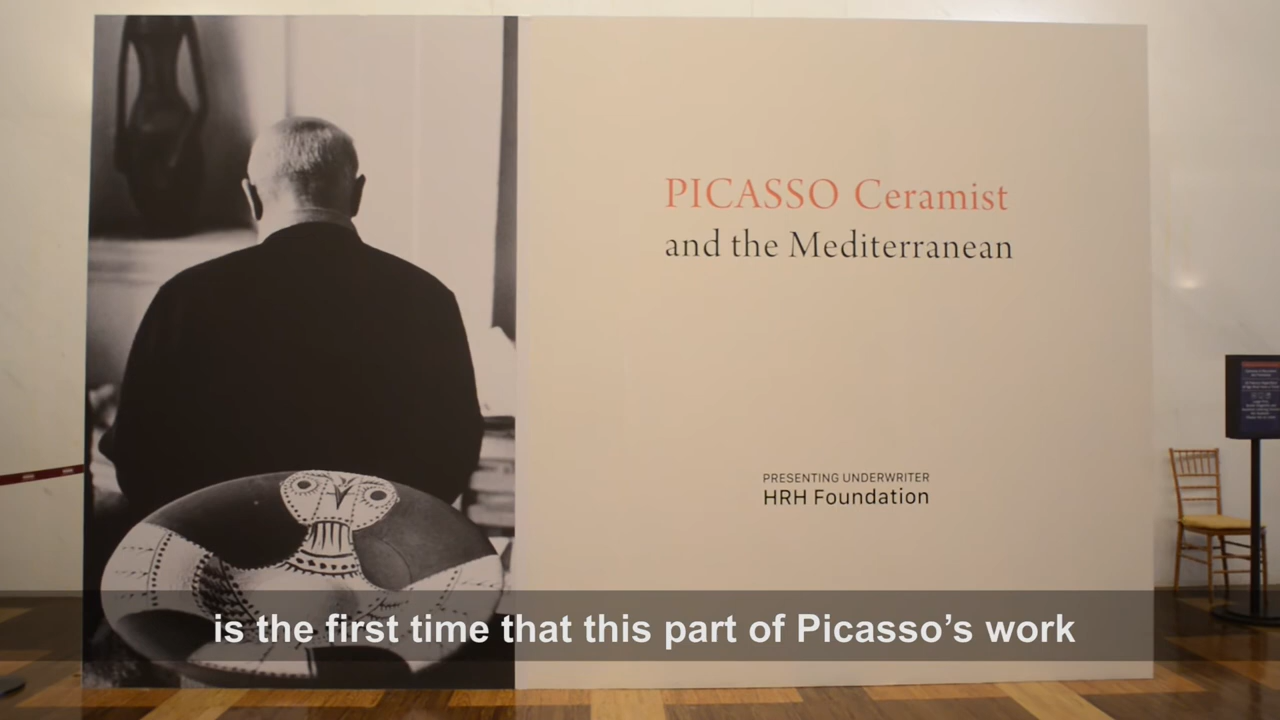 PICASSO Ceramist
and the Mediterranean
PRESENTING UNDERWRITER
HRH Foundation
is the first time that this part of Picasso’s work